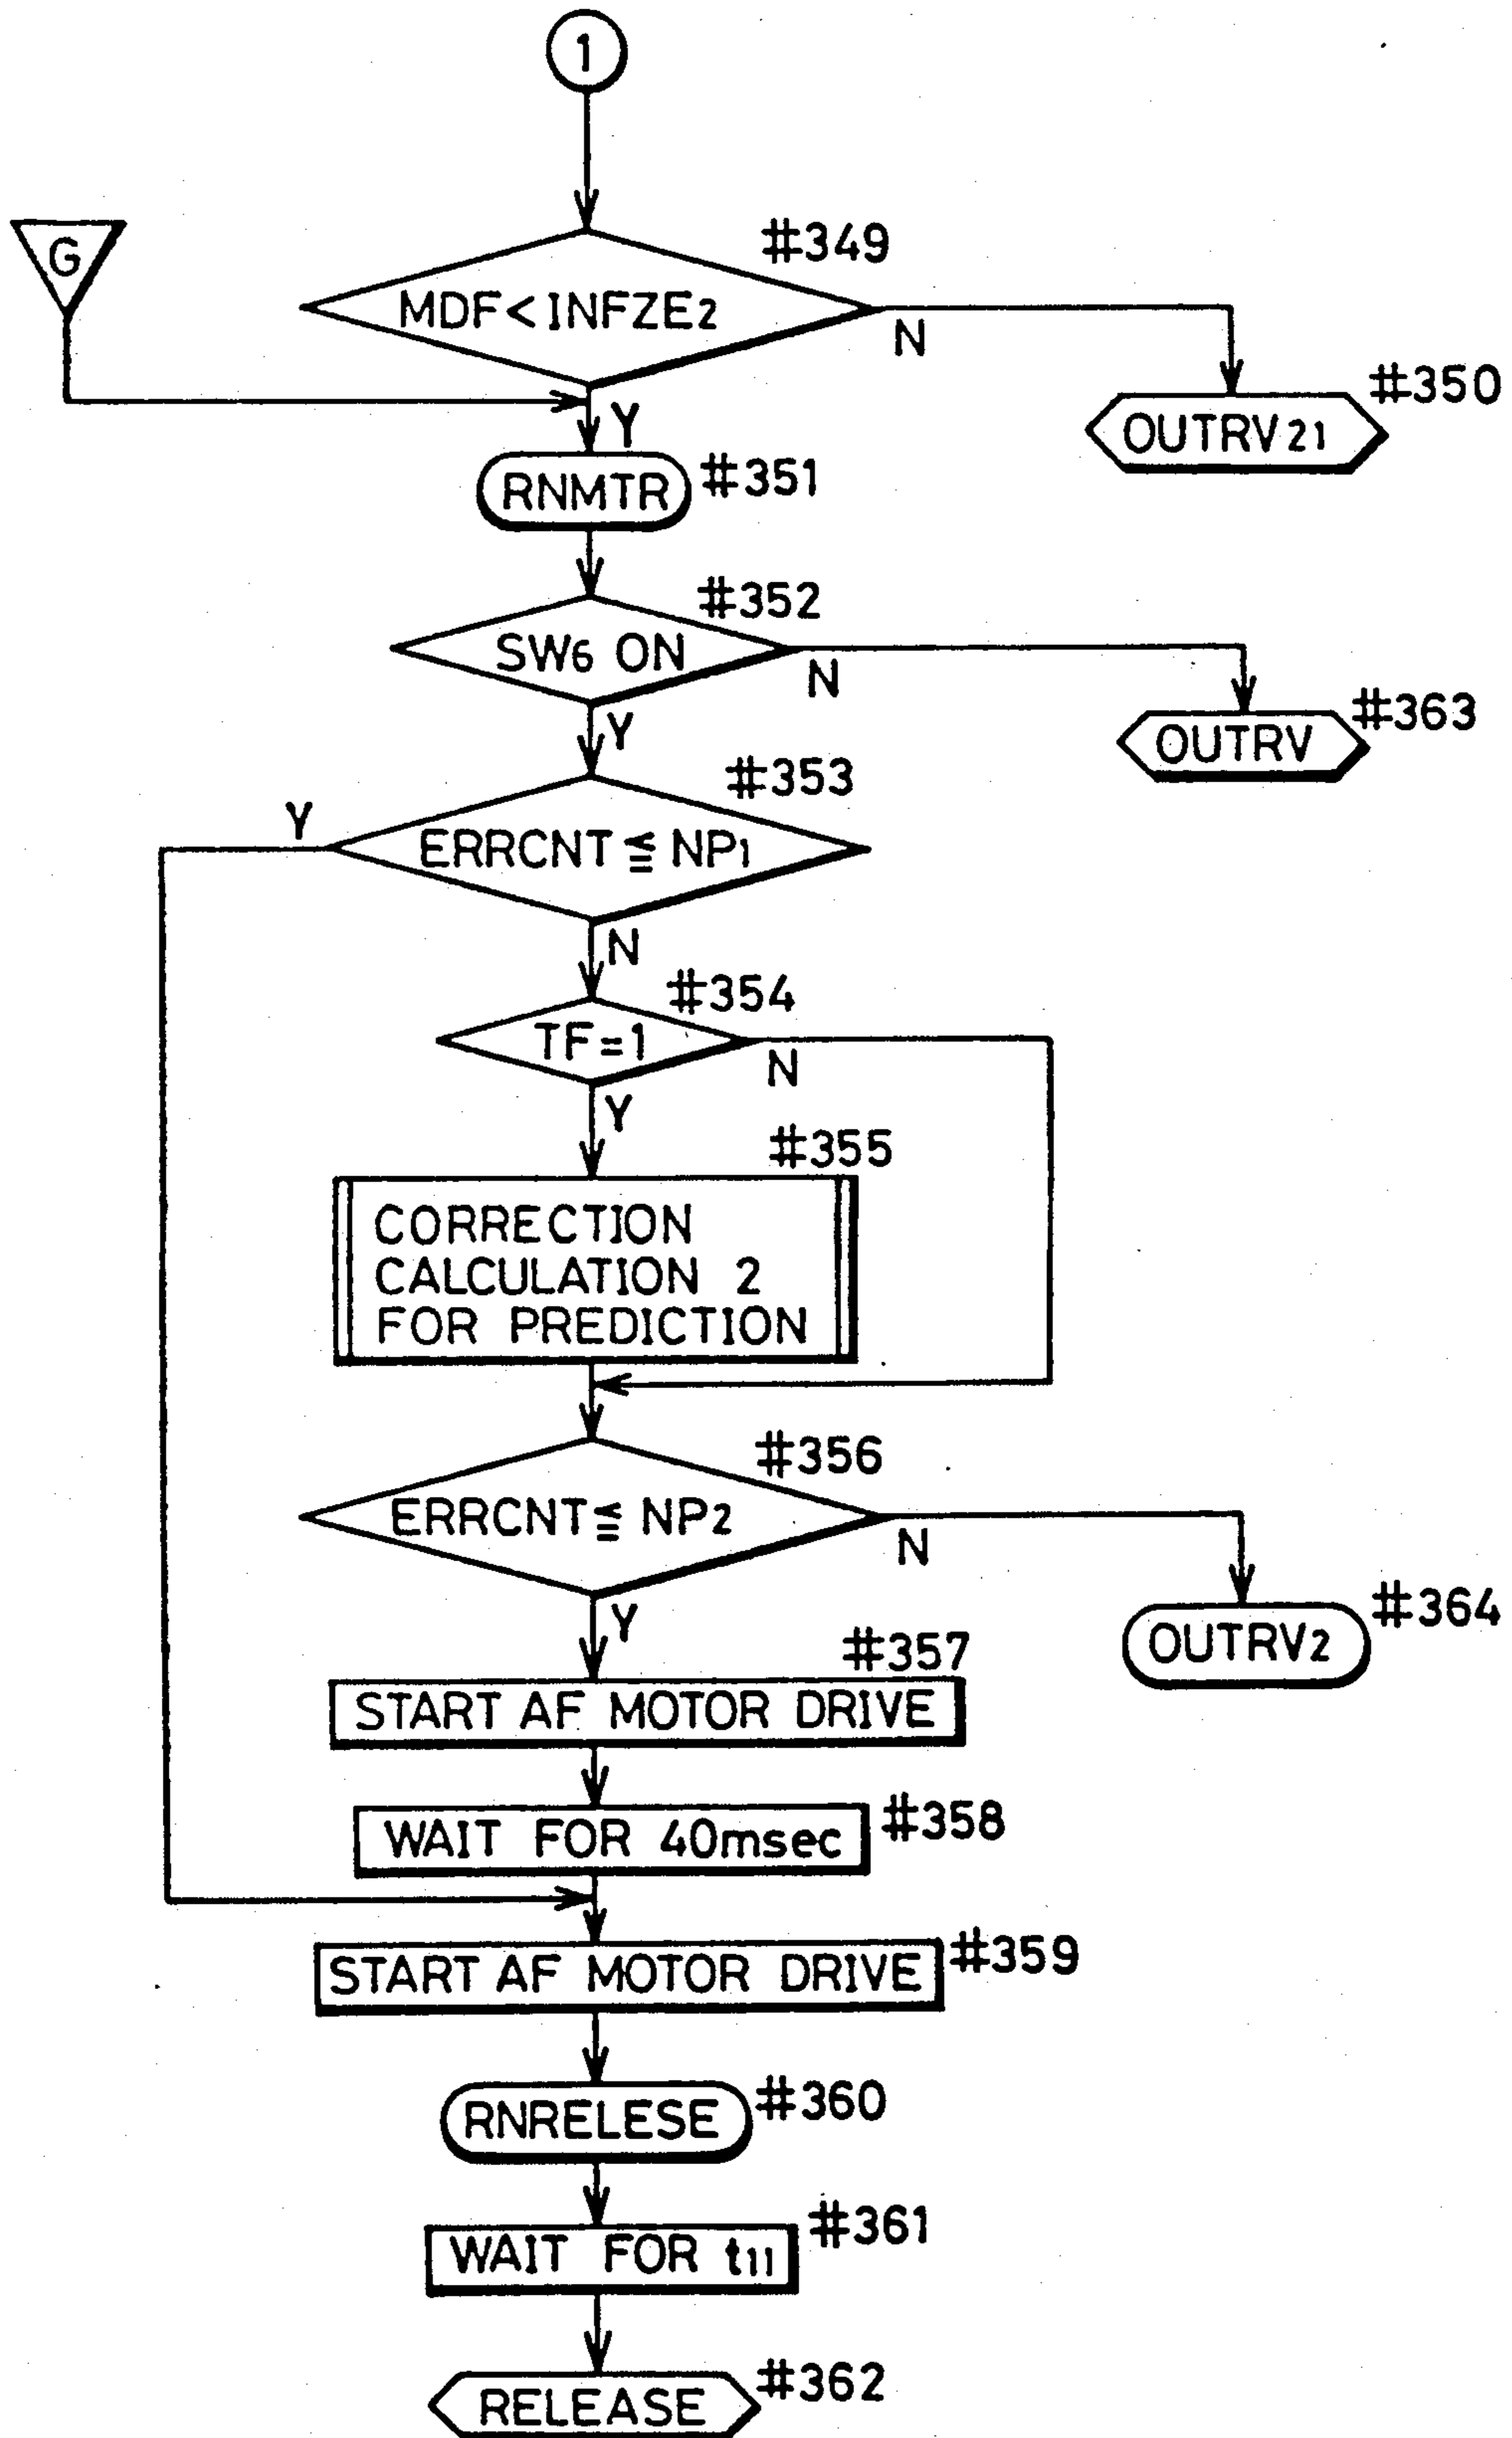 1
#349
G
MDF<INFZE2
N
#350
OUTRV21
Y
RNMTR
#351
#352
SW6 ON
N
#363
OUTRV
Y
#353
Y
ERRCNT ≦ NP1
N
#354
TF=1
N
Y
#355
CORRECTION
CALCULATION 2
FOR PREDICTION
#356
ERRCNT ≦ NP2
N
#364
OUTRV2
Y
#357
START AF MOTOR DRIVE
#358
WAIT FOR 40msec
#359
START AF MOTOR DRIVE
RNRELESE
#360
#361
WAIT FOR t11
#362
RELEASE